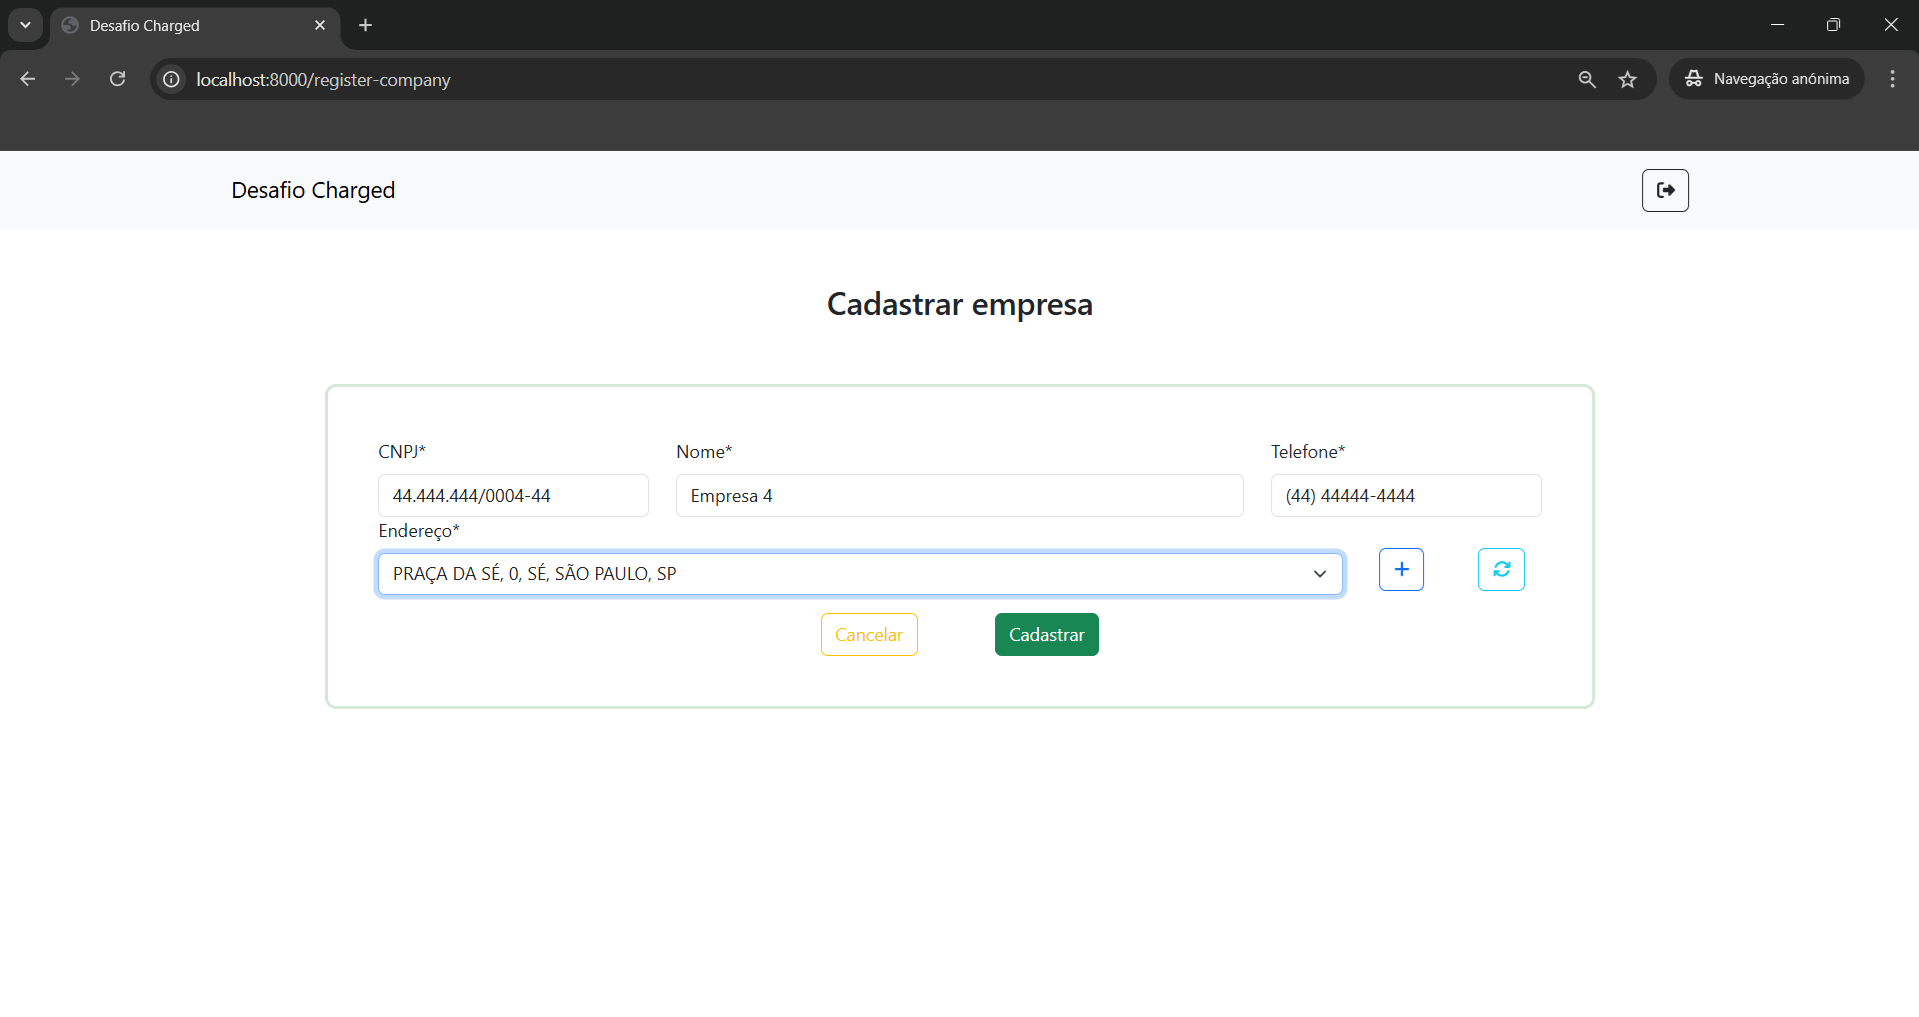 Desafio Charged
localhost:8000/register-company
Navegação anónima
Desafio Charged
Cadastrar empresa
CNPJ* Nome* Telefone*
44.444.444/0004-44 Empresa 4 (44) 44444-4444
Endereço*
PRAÇA DA SÉ, 0, SÉ, SÃO PAULO, SP
Cancelar Cadastrar